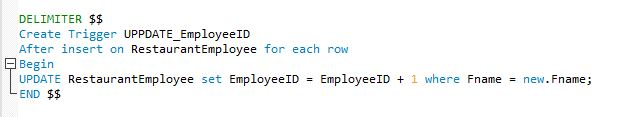 DELIMITER $$
Create Trigger UPPDATE_EmployeeID
After insert on RestaurantEmployee for each row
Begin
UPDATE RestaurantEmployee set EmployeeID = EmployeeID + 1 where Fname = new.Fname;
END $$